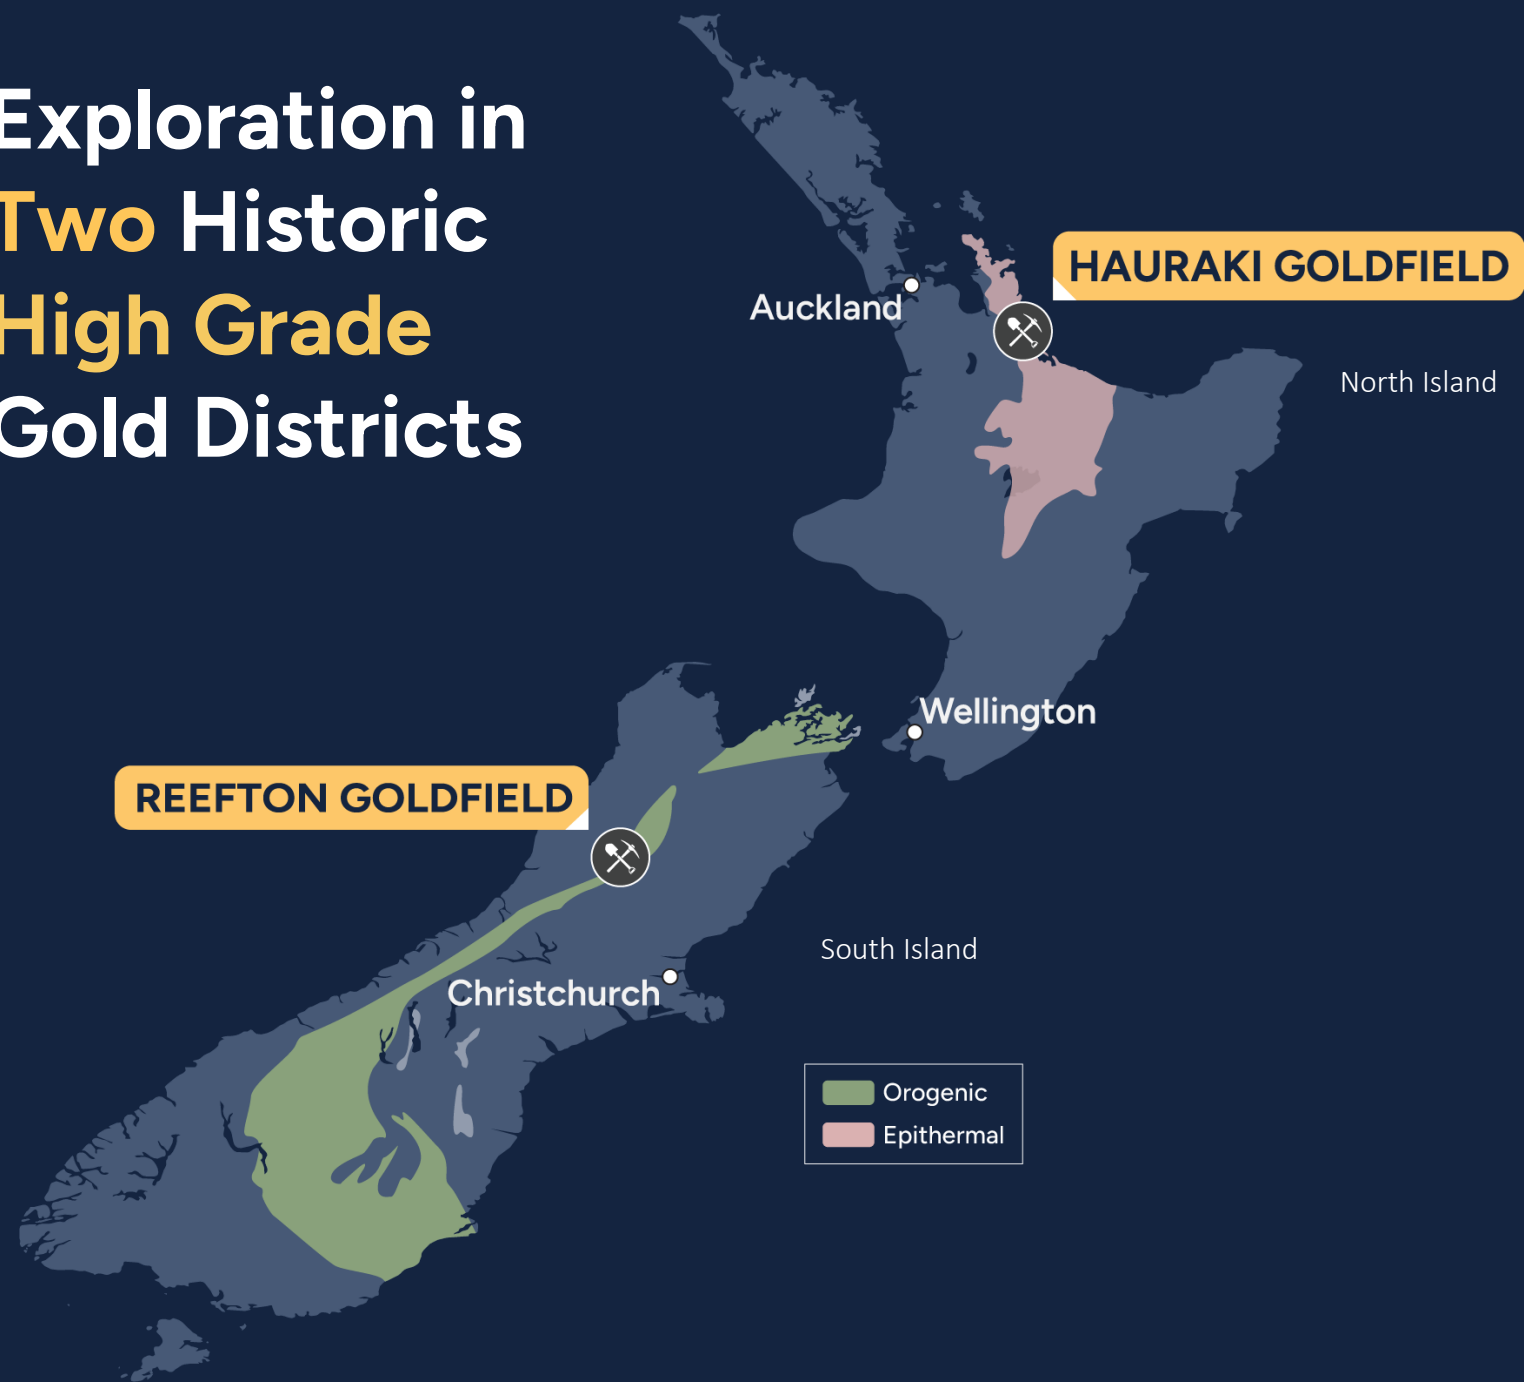 Exploration in
Two Historic
High Grade
Gold Districts
HAURAKI GOLDFIELD
Auckland
North Island
Wellington
REEFTON GOLDFIELD
South Island
Christchurch
Orogenic
Epithermal